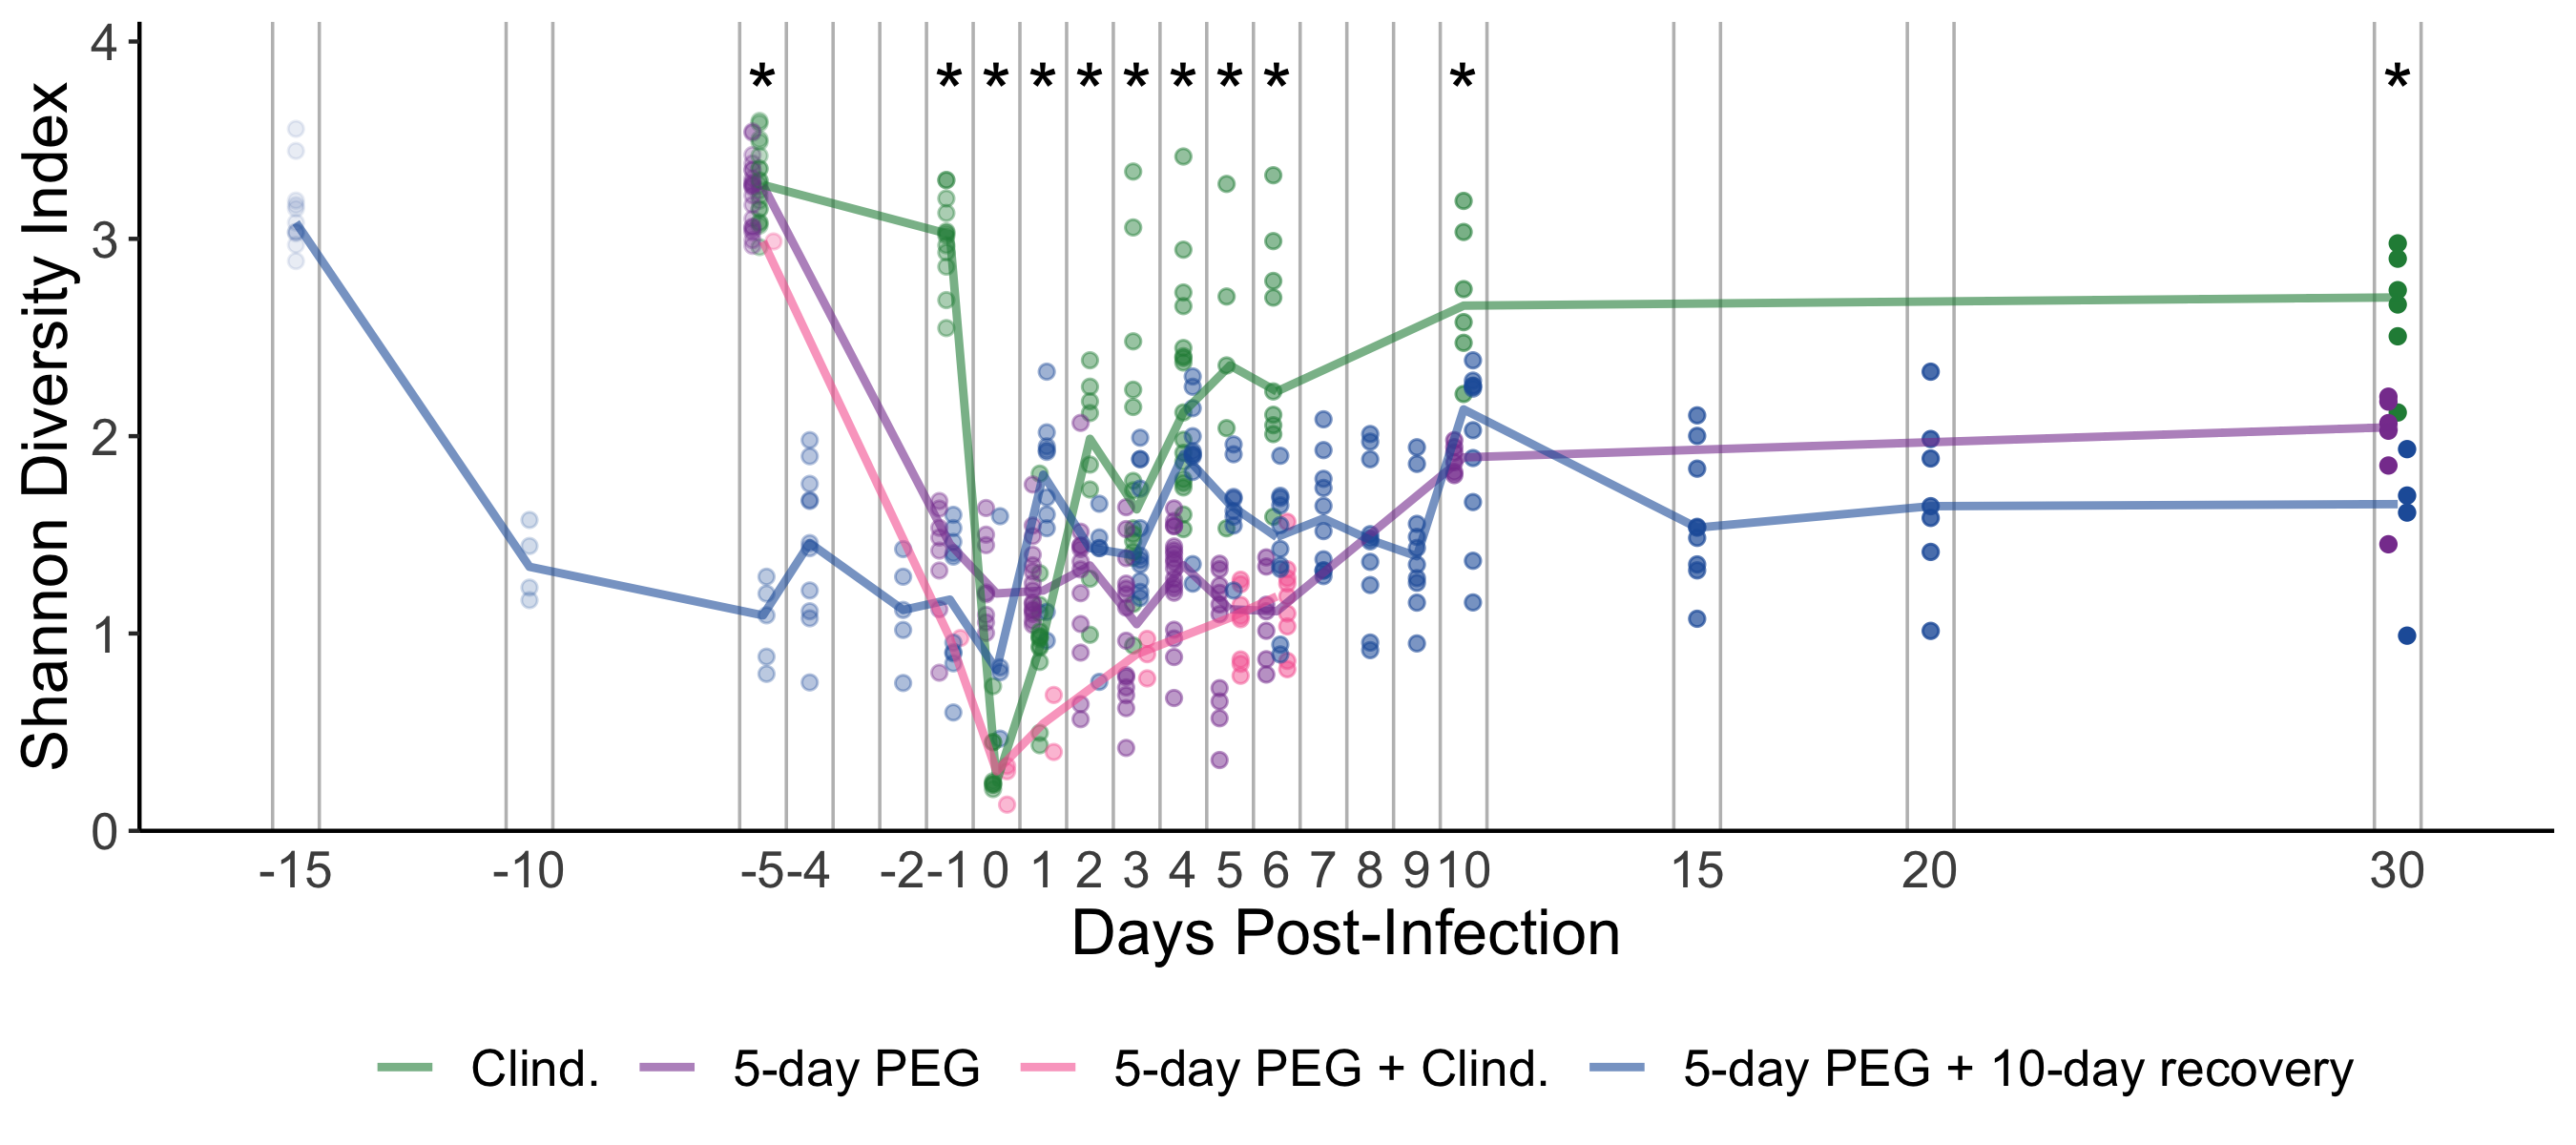 Shannon Diversity Index
4
3
2
1
0
* * * * * * * * * * *
-15 -10 -5 -4 -2 -1 0 1 2 3 4 5 6 7 8 9 10 15 20 30
Days Post-Infection
Clind. 5-day PEG 5-day PEG + Clind. 5-day PEG + 10-day recovery